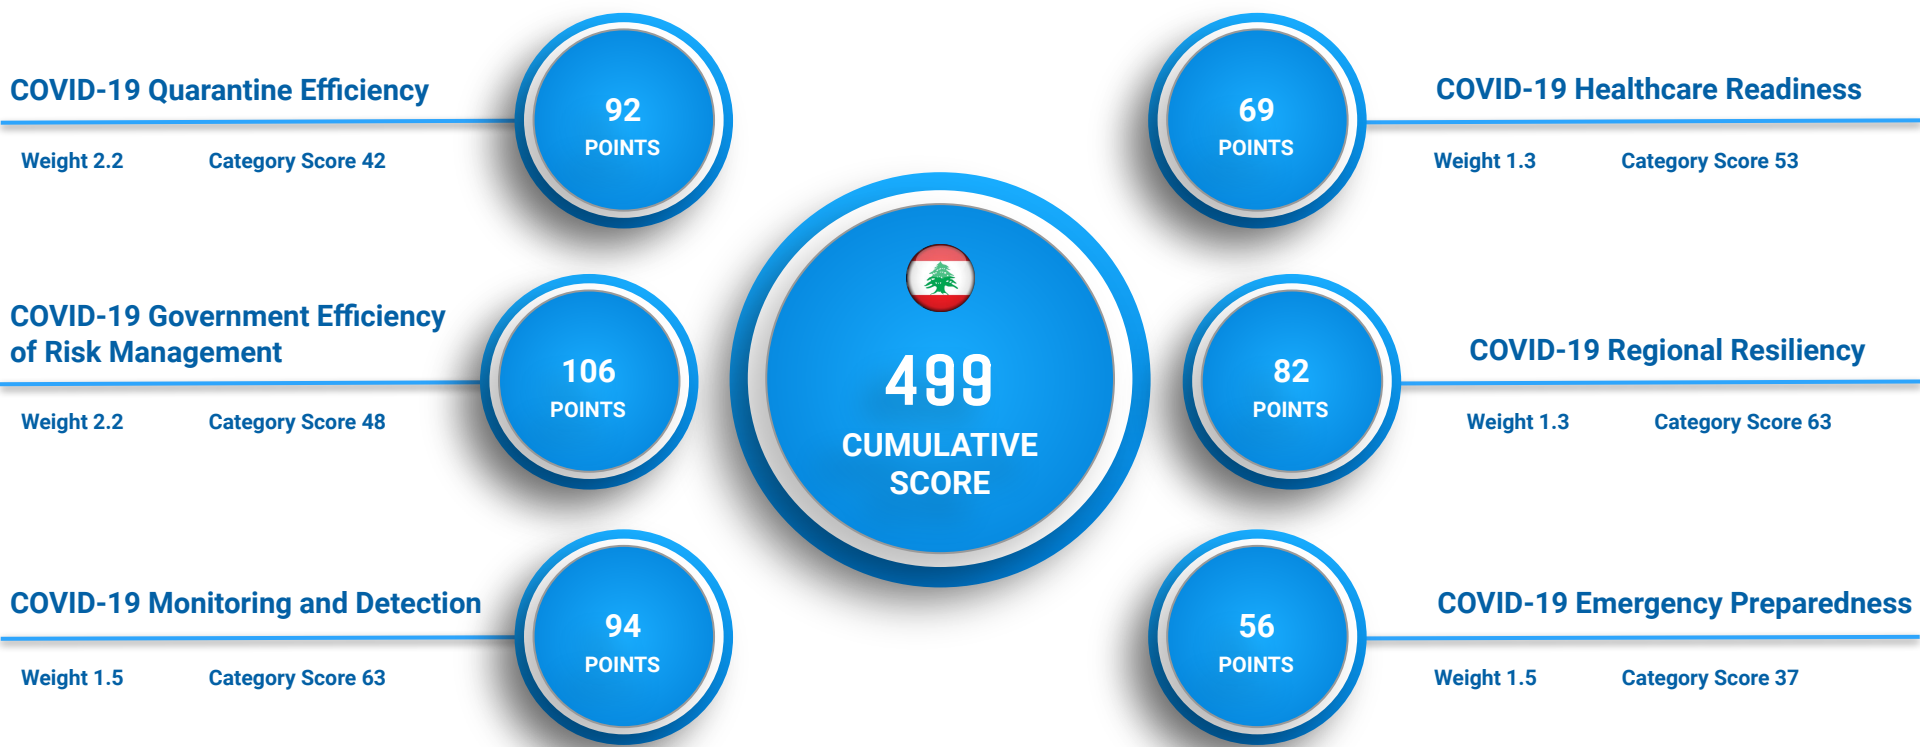 COVID-19 Quarantine Efficiency
Weight 2.2 Category Score 42
92
POINTS
COVID-19 Government Efficiency
of Risk Management
Weight 2.2 Category Score 48
106
POINTS
COVID-19 Monitoring and Detection
Weight 1.5 Category Score 63
94
POINTS
499
CUMULATIVE
SCORE
69
POINTS
COVID-19 Healthcare Readiness
Weight 1.3 Category Score 53
82
POINTS
COVID-19 Regional Resiliency
Weight 1.3 Category Score 63
56
POINTS
COVID-19 Emergency Preparedness
Weight 1.5 Category Score 37